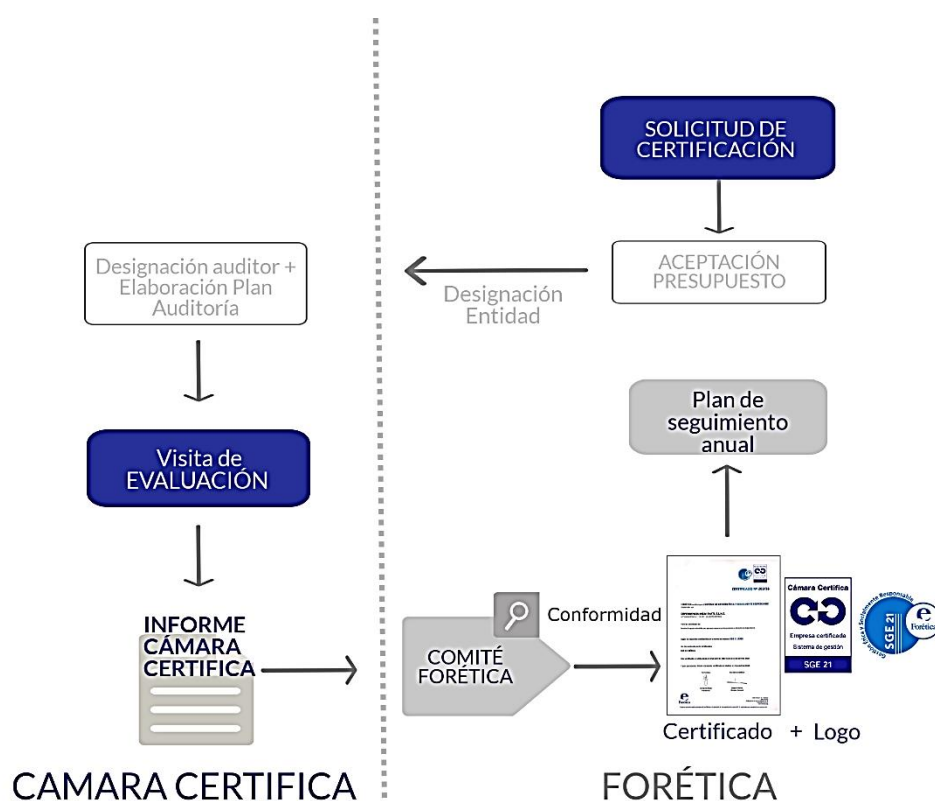 SOLICITUD DE
CERTIFICACIÓN
ACEPTACIÓN
PRESUPUESTO
Designación
Entidad
Designación auditor +
Elaboración Plan
Auditoría
Visita de
EVALUACIÓN
INFORME
CÁMARA
CERTIFICA
COMITÉ
FORÉTICA
Conformidad
Plan de
seguimiento
anual
Cámara Certifica
Empresa certificada
Sistema de gestión
SGE 21
SGE 21
Forética
Certificado + Logo
CAMARA CERTIFICA
FORÉTICA